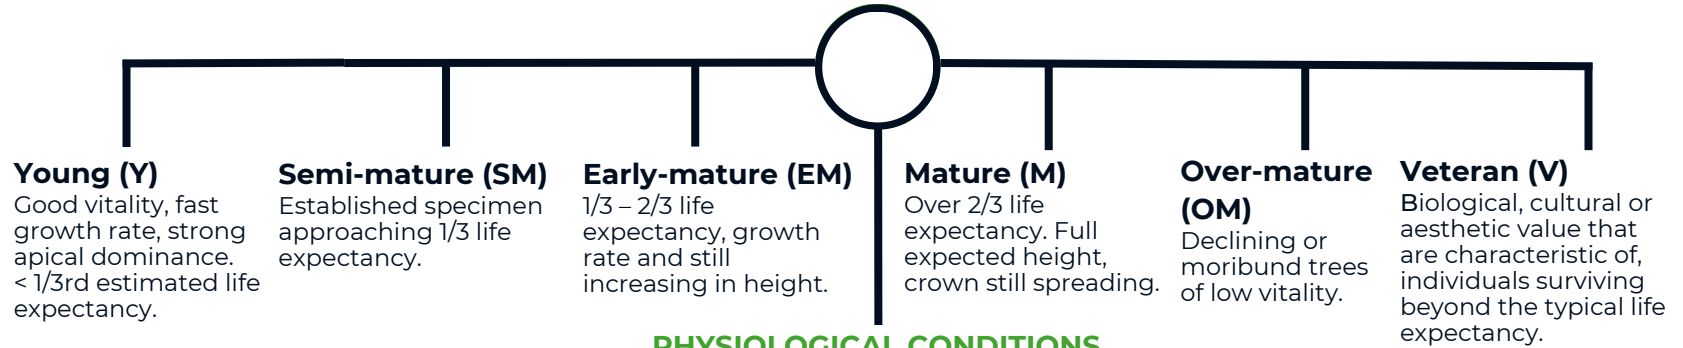 Young (Y)
Good vitality, fast
growth rate, strong
apical dominance.
< 1/3rd estimated life
expectancy.
Semi-mature (SM)
Established specimen
approaching 1/3 life
expectancy.
Early-mature (EM)
1/3 – 2/3 life
expectancy, growth
rate and still
increasing in height.
Mature (M)
Over 2/3 life
expectancy. Full
expected height,
crown still spreading.
Over-mature
(OM)
Declining or
moribund trees
of low vitality.
Veteran (V)
Biological, cultural or
aesthetic value that
are characteristic of,
individuals surviving
beyond the typical life
expectancy.
PHYSIOLOGICAL CONDITIONS